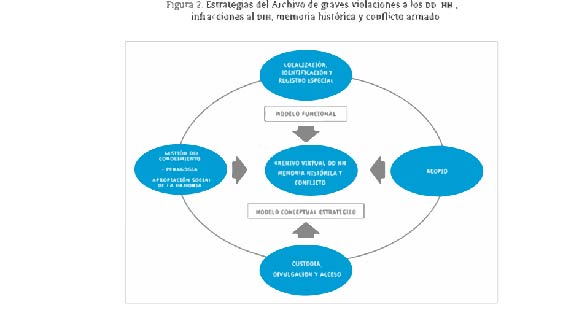 Figura 2. Estrategias del Archivo de graves violaciones a los DD. HH.,
infracciones al DIH, memoria histórica y conflicto armado
LOCALIZACIÓN,
IDENTIFICACIÓN Y
REGISTRO ESPECIAL
MODELO FUNCIONAL
GESTIÓN DEL
CONOCIMIENTO
- PEDAGOGÍA
APROPIACIÓN SOCIAL
DE LA MEMORIA
ARCHIVO VIRTUAL DD HH
MEMORIA HISTÓRICA Y
CONFLICTO
ACOPIO
MODELO CONCEPTUAL ESTRATÉGICO
CUSTODIA,
DIVULGACIÓN Y ACCESO